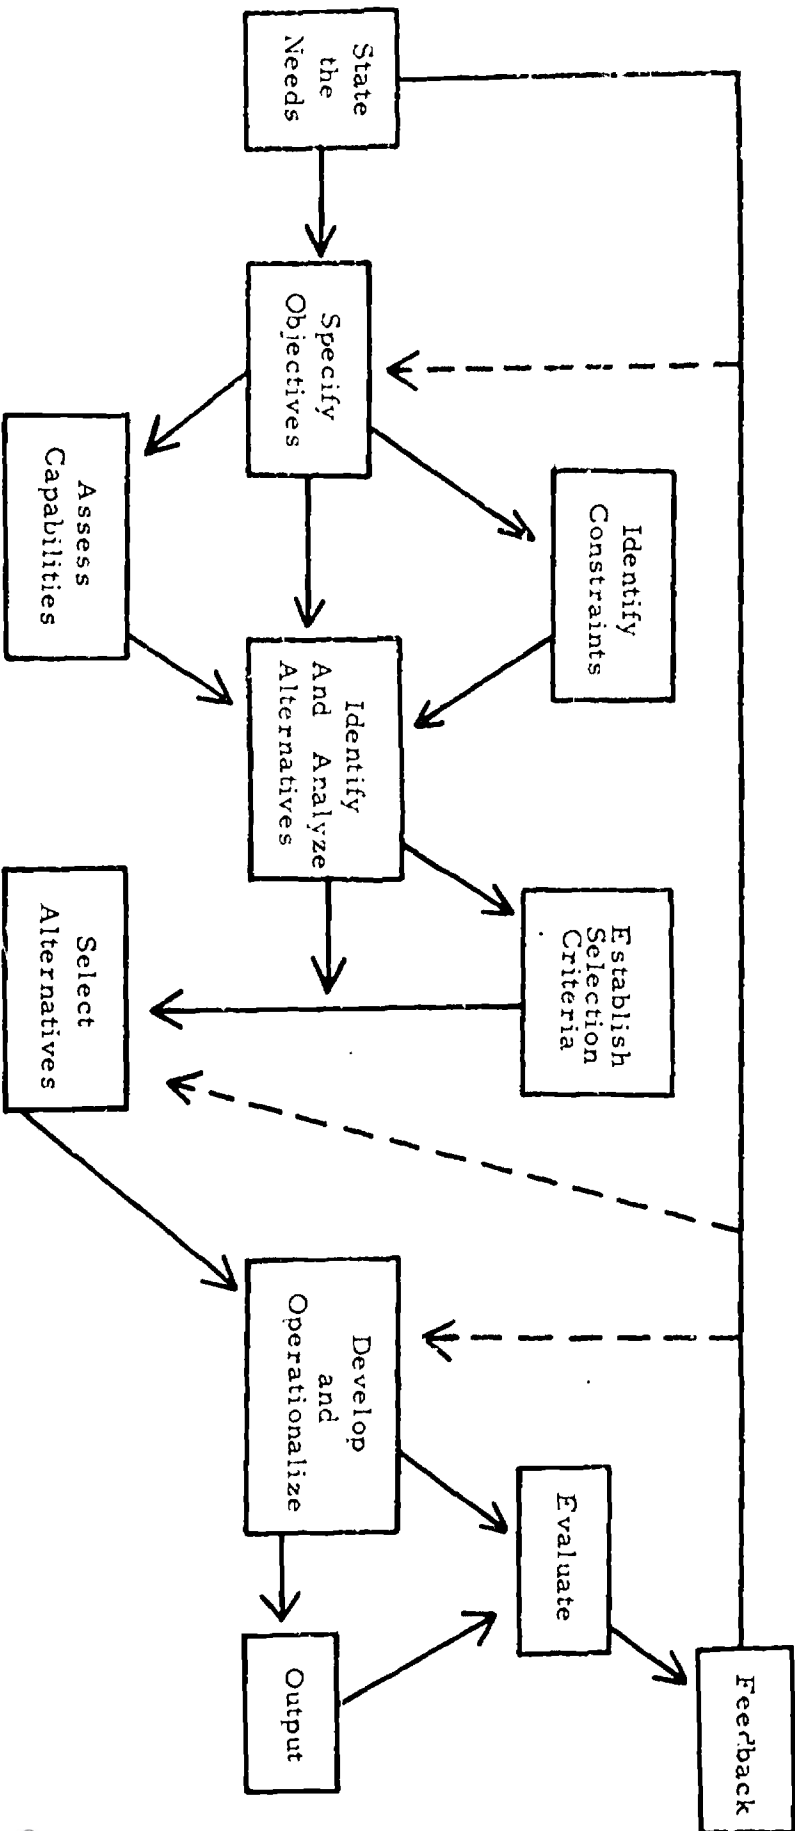 State
the
Needs
Specify
Objectives
Identify
Constraints
Assess
Capabilities
Identify
And Analyze
Alternatives
Establish
Selection
Criteria
Select
Alternatives
Develop
and
Operationalize
Evaluate
Output
Feedback